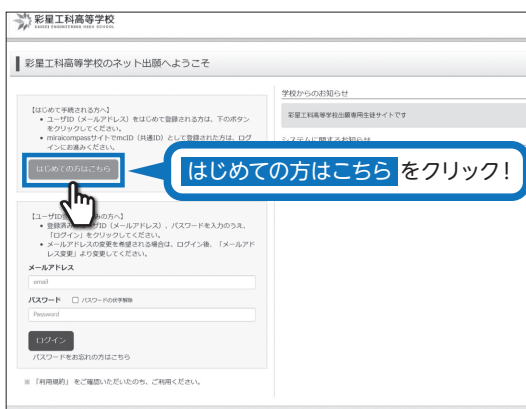 彩星工科高等学校
KAISEI ENGINEERING HIGH SCHOOL
彩星工科高等学校のネット出願へようこそ
【はじめて手続される方へ】
• ユーザID（メールアドレス）をはじめて登録される方は、下のボタン
をクリックしてください。
• miraicompassサイトでmcID（共通ID）として登録された方は、ログ
インにお進みください。
はじめての方はこちら
学校からのお知らせ
彩星工科高等学校出願専用生徒サイトです
システムに関するお知らせ
はじめての方はこちら をクリック！
【ユーザID登
みの方へ】
• 登録済
ザID（メールアドレス）、パスワードを入力のうえ、
「ログイン」をクリックしてください。
• メールアドレスの変更を希望される場合は、ログイン後、「メールアド
レス変更」より変更してください。
メールアドレス
email
パスワード □ パスワードの伏字解除
Password
ログイン
パスワードをお忘れの方はこちら
※ 「利用規約」 をご確認いただいたのち、ご利用ください。